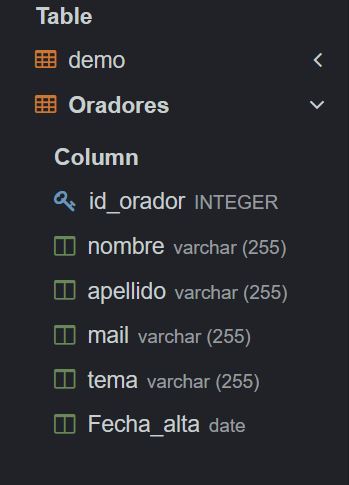 Table
demo
Oradores
Column
id_orador INTEGER
nombre varchar (255)
apellido varchar (255)
mail varchar (255)
tema varchar (255)
Fecha_alta date